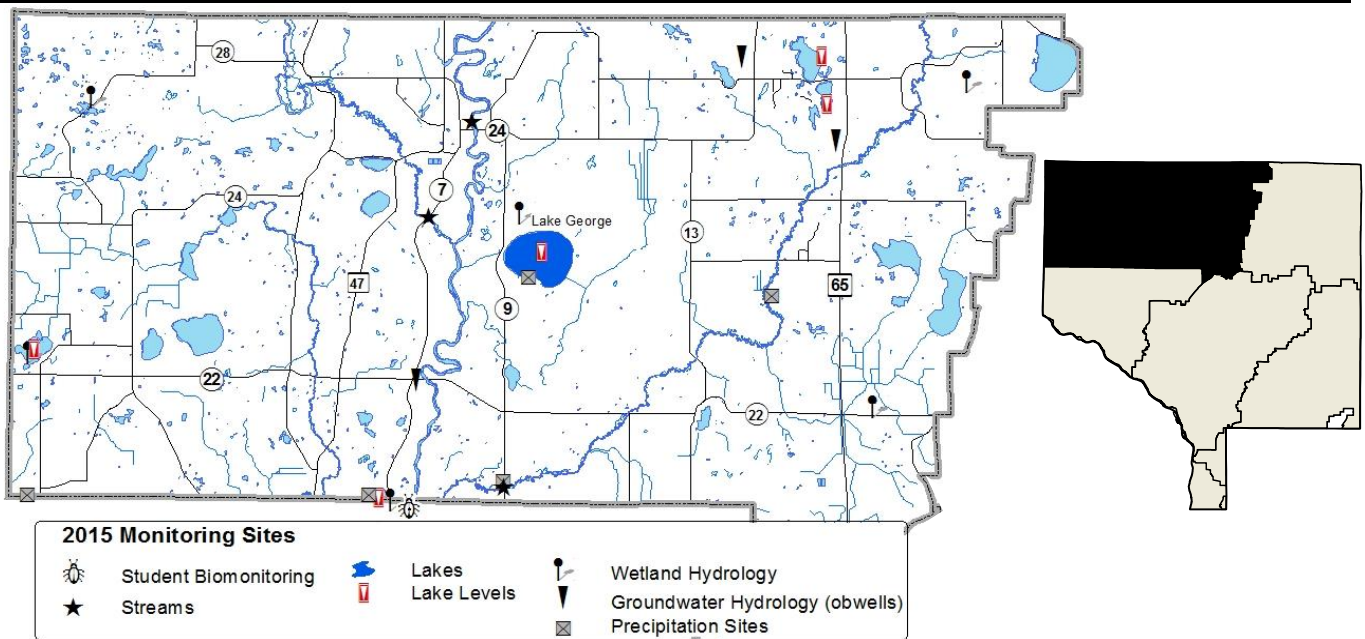 28
24
7
24
Lake George
13
47
65
9
22
22
2015 Monitoring Sites
Student Biomonitoring
Streams
Lakes
Lake Levels
Wetland Hydrology
Groundwater Hydrology (obwells)
Precipitation Sites